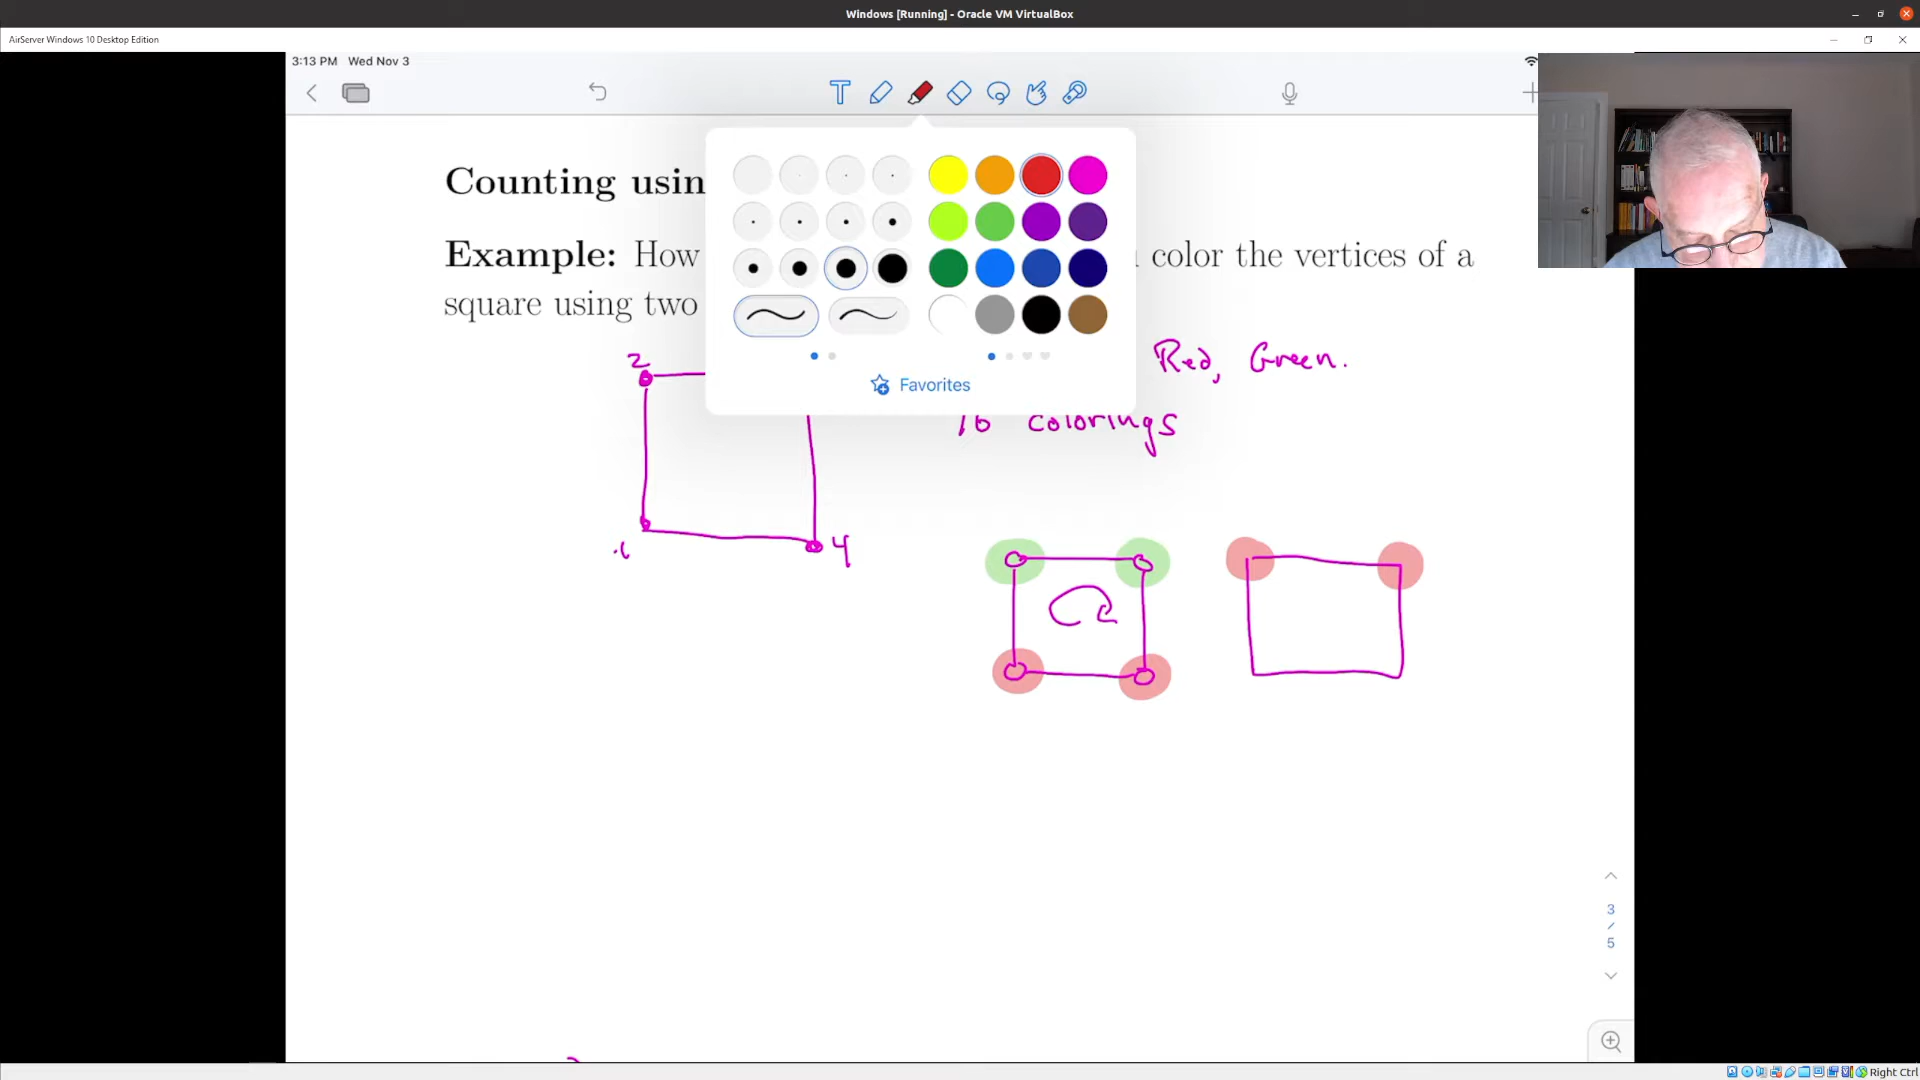 Windows [Running] - Oracle VM VirtualBox
AirServer Windows 10 Desktop Edition
3:13 PM Wed Nov 3
Counting usin
Example: How color the vertices of a
square using two
Favorites
2
Red, Green.
16 colorings
4
3
/
5
Right Ctrl